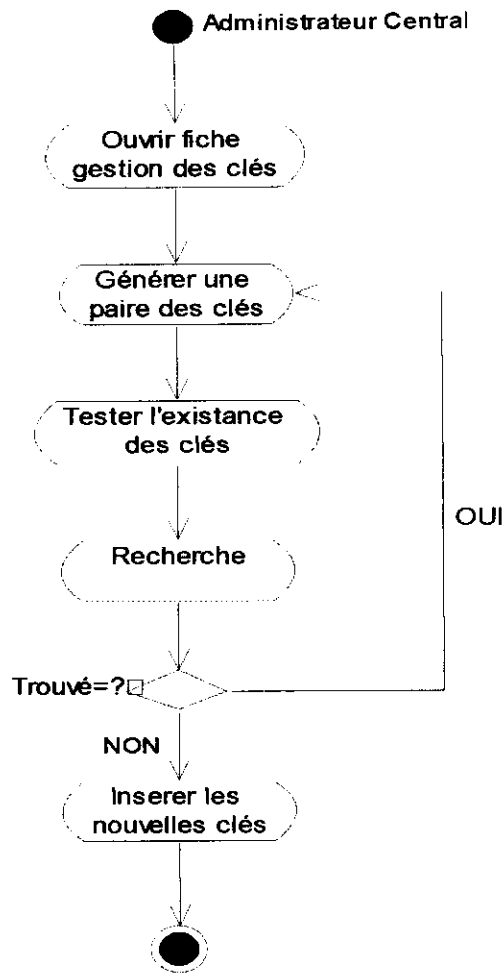 Administrateur Central
Ouvrir fiche
gestion des clés
Générer une
paire des clés
Tester l'existance
des clés
OUI
Recherche
Trouvé=?
NON
Inserer les
nouvelles clés